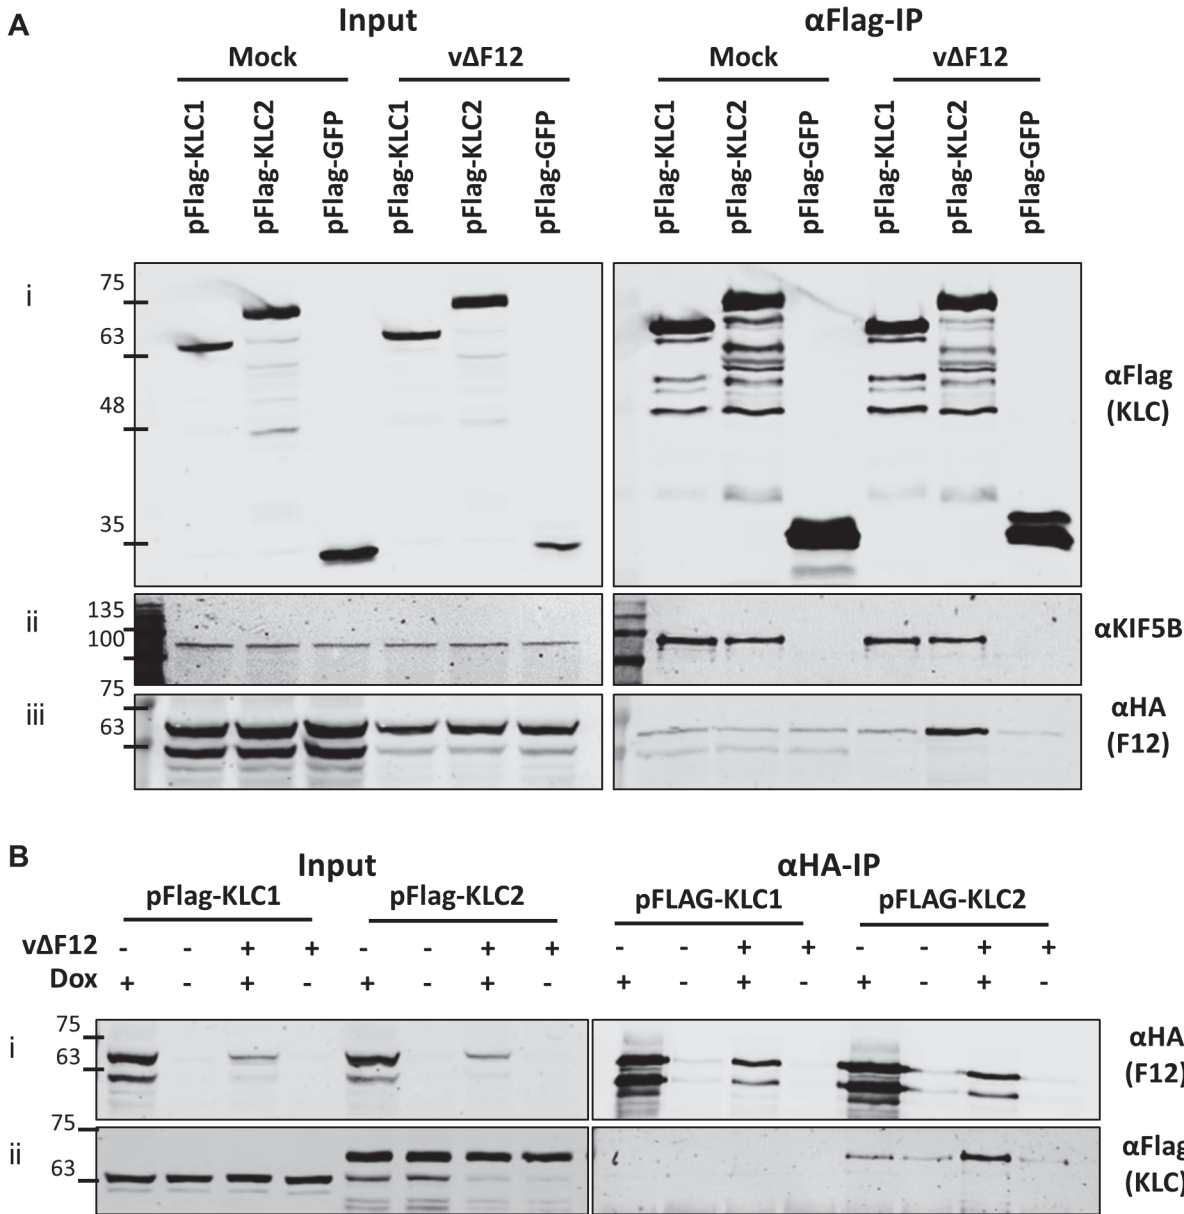 A
Input αFlag-IP
Mock vΔF12 Mock vΔF12
pFlag-KLC1 pFlag-KLC2 pFlag-GFP pFlag-KLC1 pFlag-KLC2 pFlag-GFP pFlag-KLC1 pFlag-KLC2 pFlag-GFP pFlag-KLC1 pFlag-KLC2 pFlag-GFP
i
75
63
48
35
αFlag
(KLC)
ii
135
100
αKIF5B
iii
75
63
αHA
(F12)
B
Input αHA-IP
pFlag-KLC1 pFlag-KLC2 pFLAG-KLC1 pFLAG-KLC2
vΔF12 - - + + - - + + - - + + - - + +
Dox + - + - + - + - + - + - + - + -
i
75
63
αHA
(F12)
ii
75
63
αFlag
(KLC)